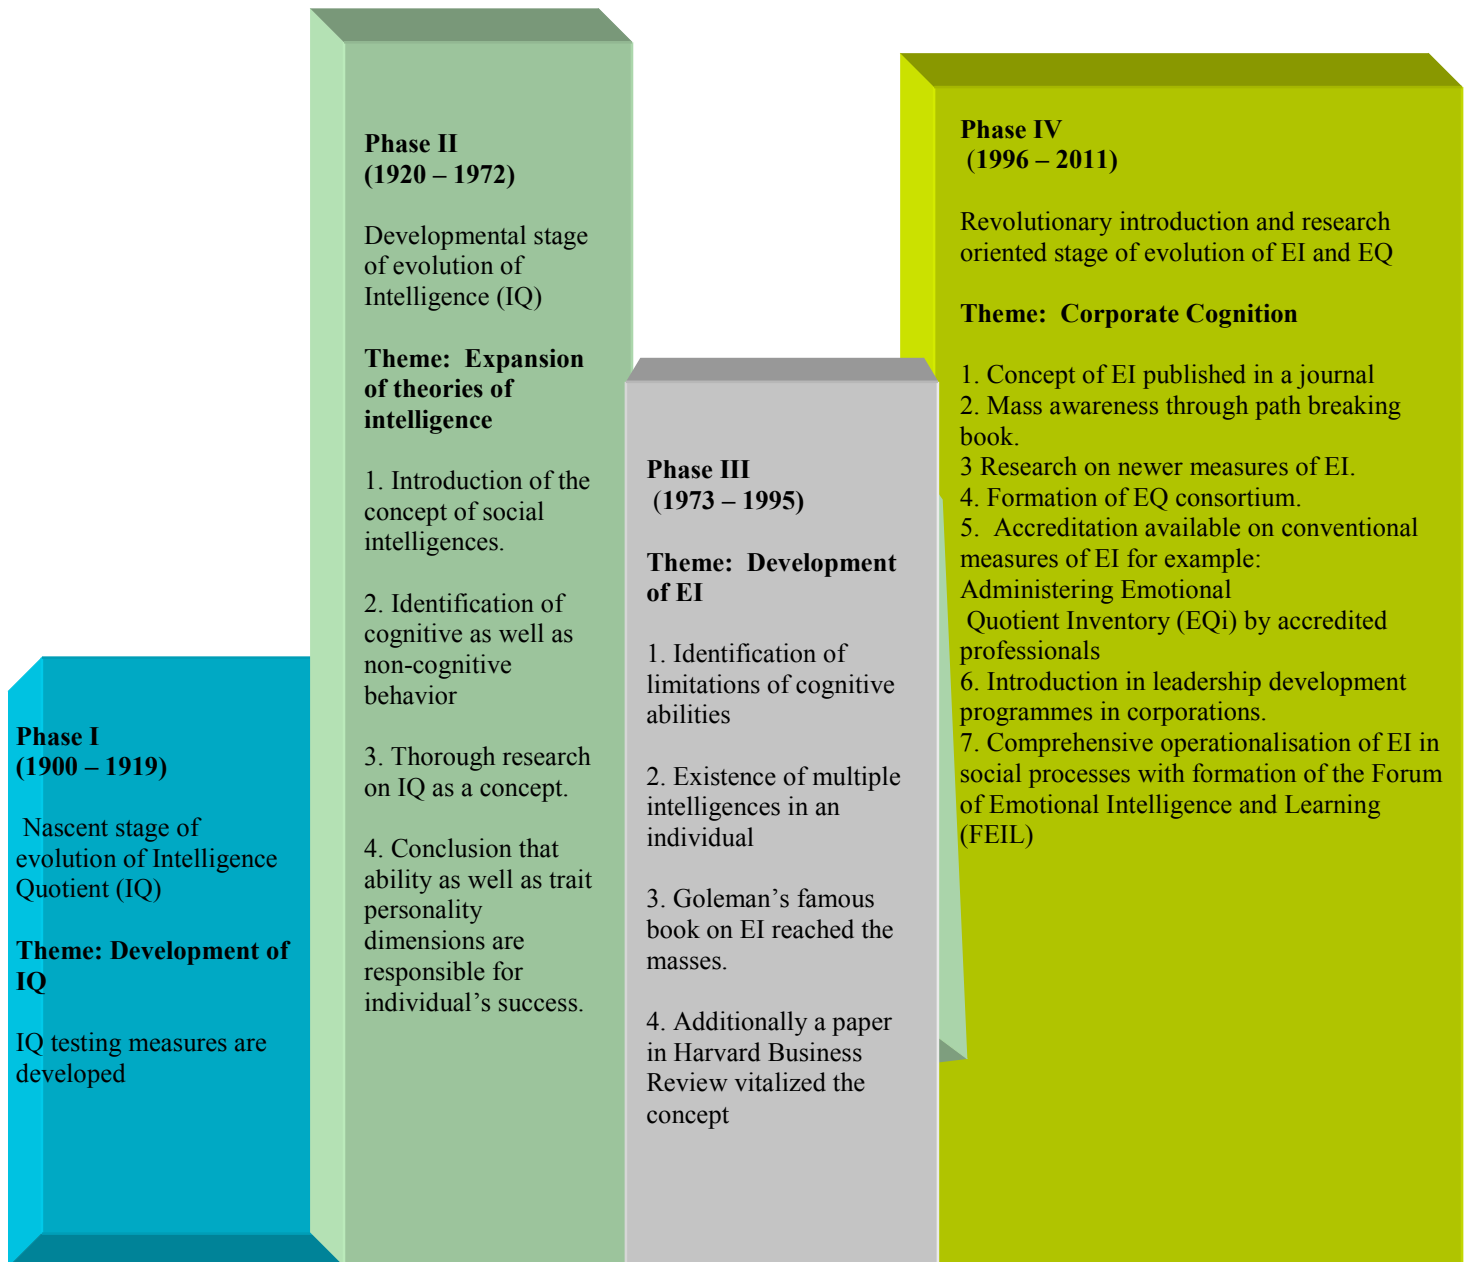 Phase I
(1900 – 1919)
Nascent stage of
evolution of Intelligence
Quotient (IQ)
Theme: Development of
IQ
IQ testing measures are
developed
Phase II
(1920 – 1972)
Developmental stage
of evolution of
Intelligence (IQ)
Theme: Expansion
of theories of
intelligence
1. Introduction of the
concept of social
intelligences.
2. Identification of
cognitive as well as
non-cognitive
behavior
3. Thorough research
on IQ as a concept.
4. Conclusion that
ability as well as trait
personality
dimensions are
responsible for
individual’s success.
Phase III
(1973 – 1995)
Theme: Development
of EI
1. Identification of
limitations of cognitive
abilities
2. Existence of multiple
intelligences in an
individual
3. Goleman’s famous
book on EI reached the
masses.
4. Additionally a paper
in Harvard Business
Review vitalized the
concept
Phase IV
(1996 – 2011)
Revolutionary introduction and research
oriented stage of evolution of EI and EQ
Theme: Corporate Cognition
1. Concept of EI published in a journal
2. Mass awareness through path breaking
book.
3 Research on newer measures of EI.
4. Formation of EQ consortium.
5. Accreditation available on conventional
measures of EI for example:
Administering Emotional
Quotient Inventory (EQi) by accredited
professionals
6. Introduction in leadership development
programmes in corporations.
7. Comprehensive operationalisation of EI in
social processes with formation of the Forum
of Emotional Intelligence and Learning
(FEIL)